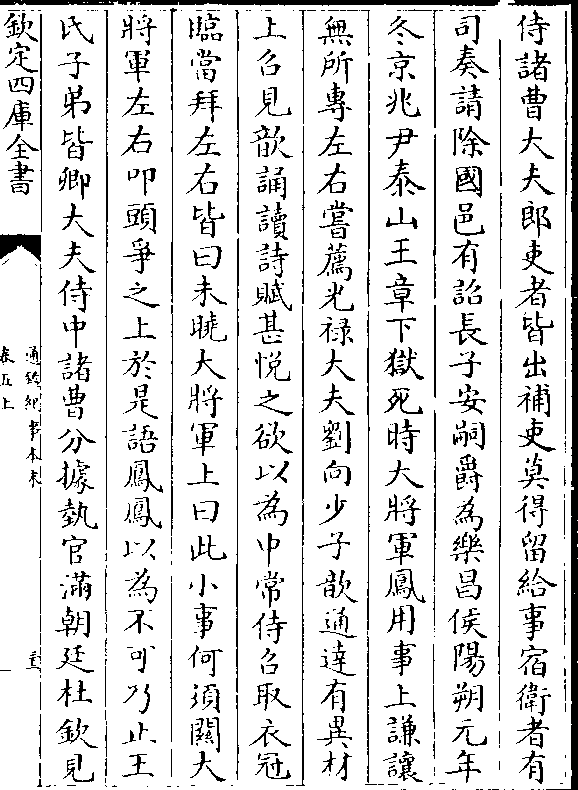 侍諸曹大夫郎吏者皆出補吏莫得留給事宿衛者有
司奏請除國邑有詔長子安嗣爵為樂昌侯陽朔元年
冬京兆尹泰山王章下獄死時大將軍鳳用事上謙讓
無所專左右嘗薦光禄大夫劉向少子歆通達有異材
上召見歆誦讀詩賦甚悅之欲以為中常侍召取衣冠
臨當拜左右皆曰未曉大將軍上曰此小事何須關大
將軍左右叩頭爭之上於是語鳳鳳以為不可乃止王
氏子弟皆卿大夫侍中諸曹分據埶官滿朝廷杜欽見
欽定四庫全書
通鑑紀事本末
卷五上